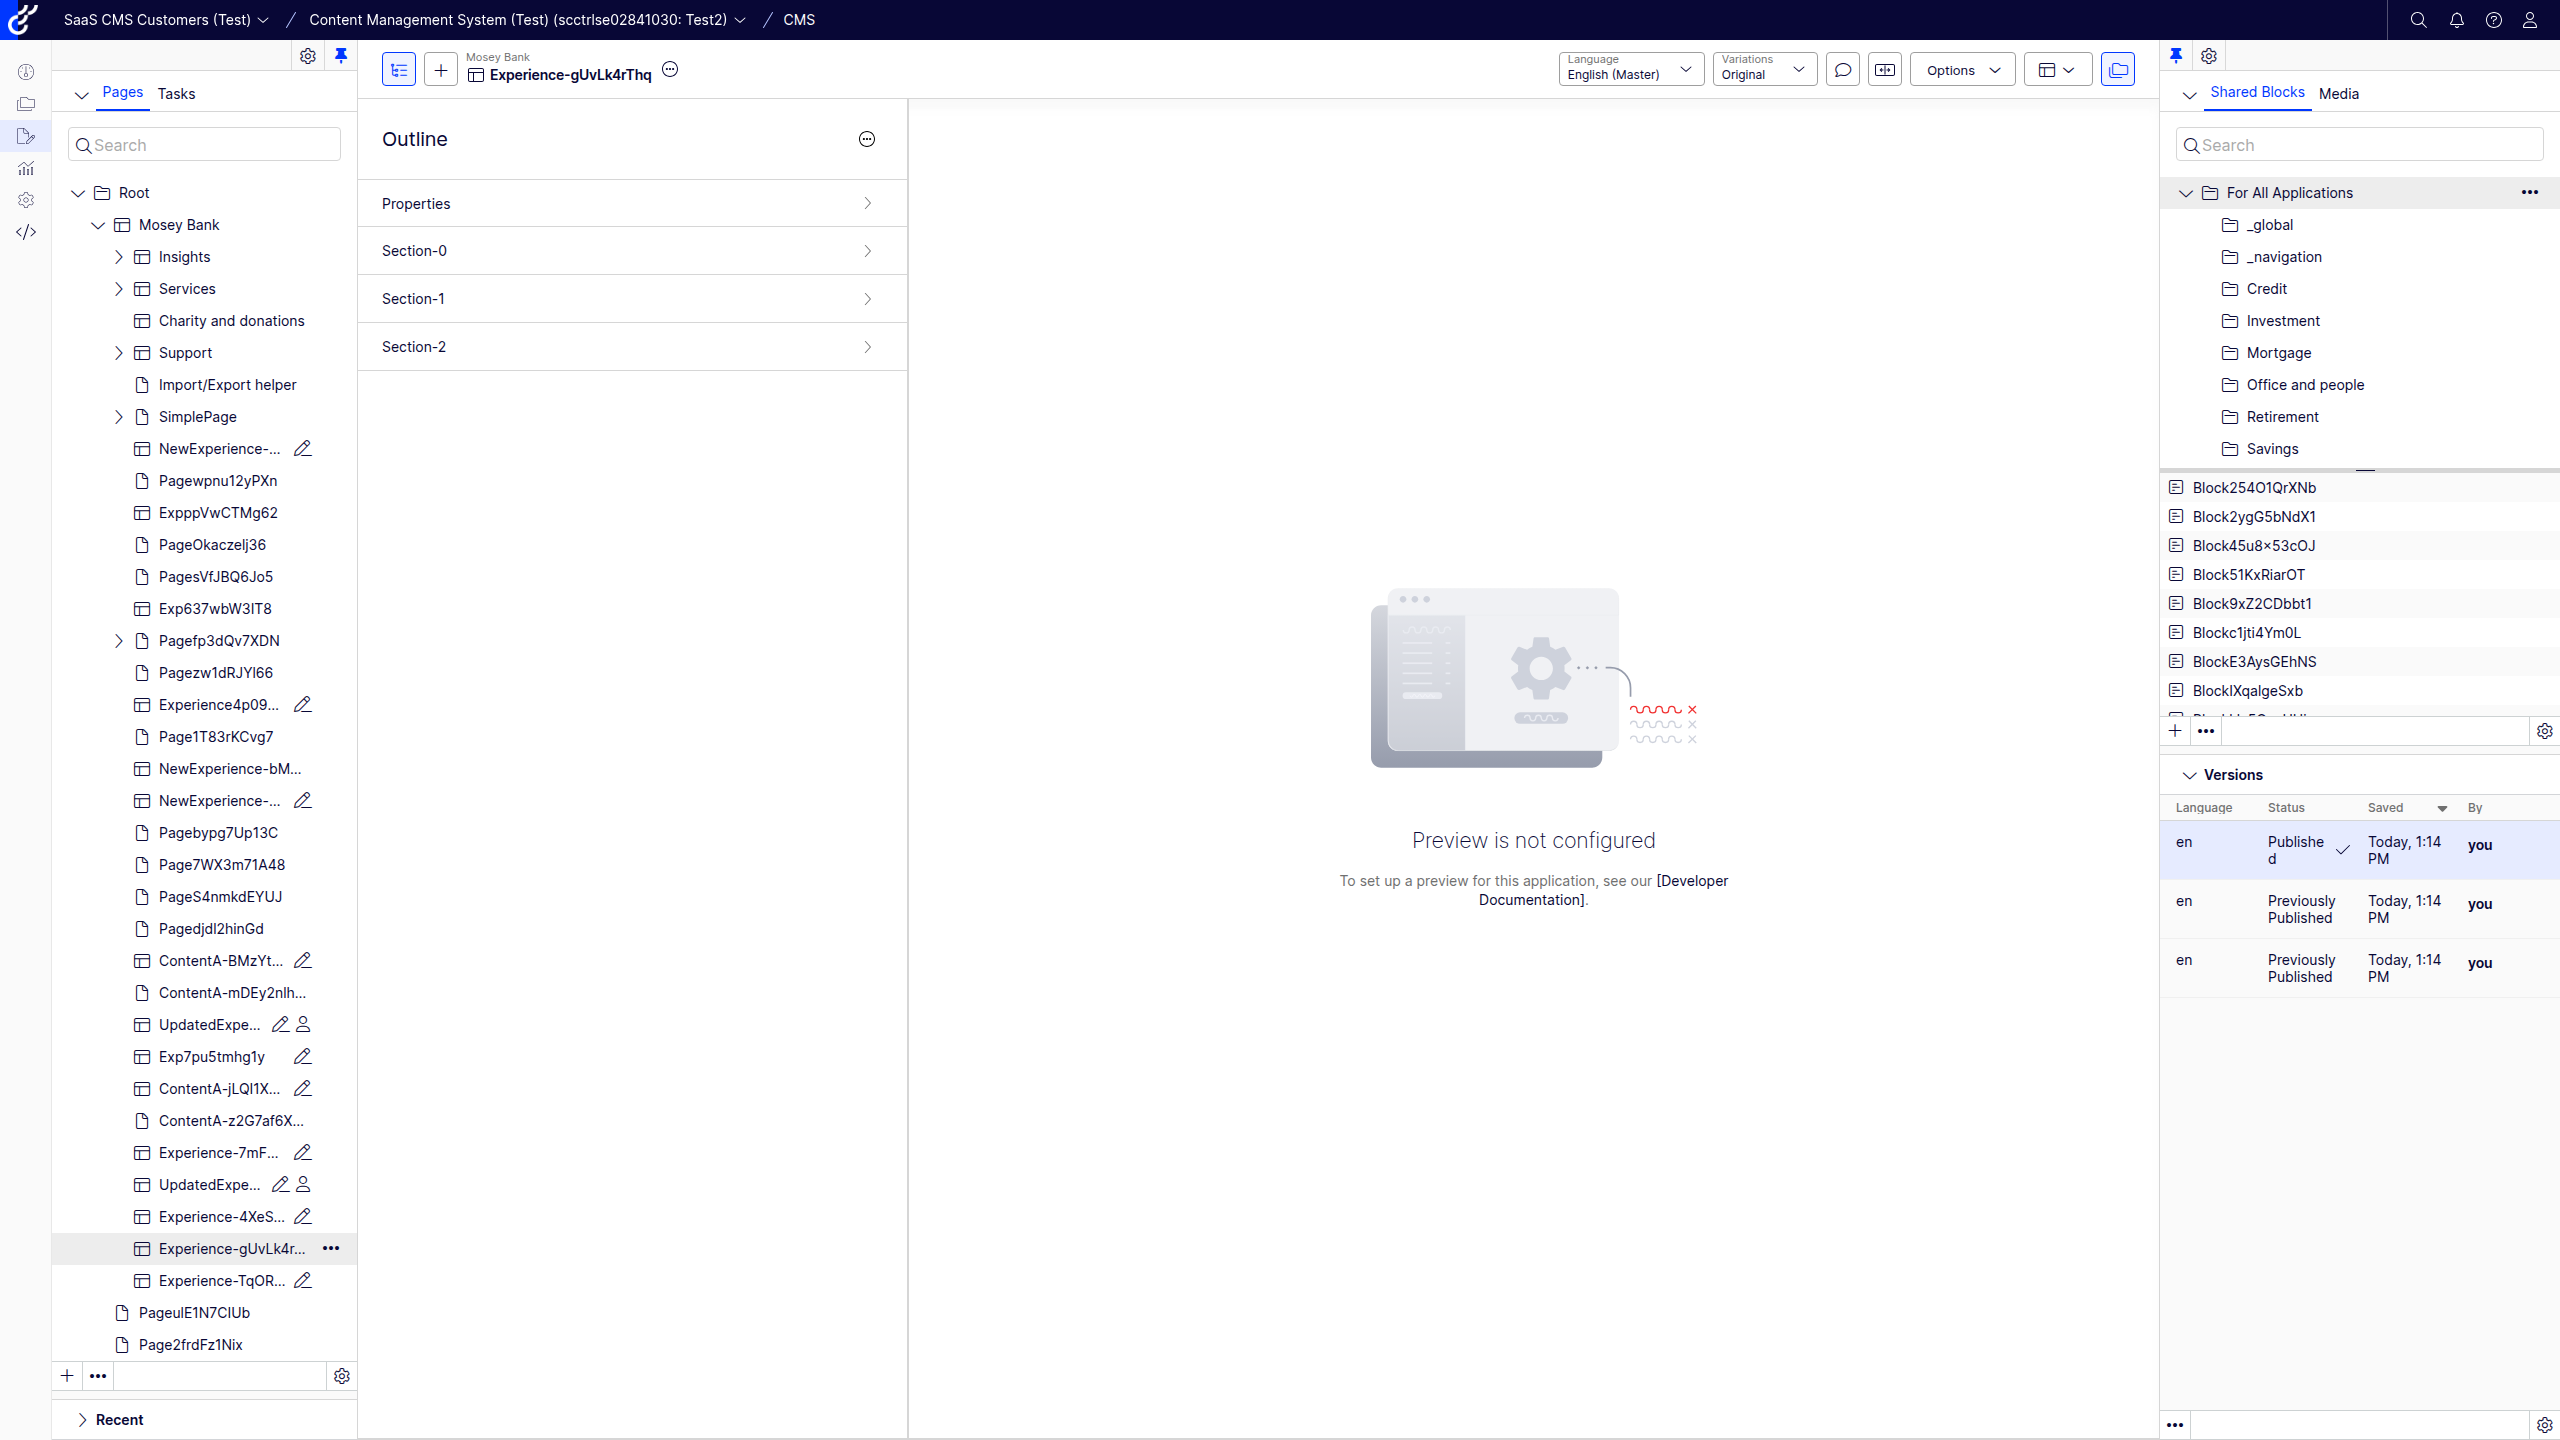 SaaS CMS Customers (Test)
Content Management System (Test) (scctrlse02841030: Test2)
CMS
Pages
Tasks
Search
Root
Mosey Bank
Insights
Services
Charity and donations
Support
Import/Export helper
SimplePage
NewExperience-...
Pagewpnu12yPXn
ExpppVwCTMg62
PageOkaczelj36
PagesVfJBQ6Jo5
Exp637wbW3IT8
Pagefp3dQv7XDN
Pagezw1dRJYl66
Experience4p09...
Page1T83rKCvg7
NewExperience-bM...
NewExperience-...
Pagebypg7Up13C
Page7WX3m71A48
PageS4nmkdEYUJ
Pagedjdl2hinGd
ContentA-BMzYt...
ContentA-mDEy2nlh...
UpdatedExpe...
Exp7pu5tmhg1y
ContentA-jLQI1X...
ContentA-z2G7af6X...
Experience-7mF...
UpdatedExpe...
Experience-4XeS...
Experience-gUvLk4r...
Experience-TqOR...
PageulE1N7CIUb
Page2frdFz1Nix
Recent
Mosey Bank
Experience-gUvLk4rThq
Language
English (Master)
Variations
Original
Options
Outline
Properties
Section-0
Section-1
Section-2
Preview is not configured
To set up a preview for this application, see our [Developer
Documentation].
Shared Blocks
Media
Search
For All Applications
_global
_navigation
Credit
Investment
Mortgage
Office and people
Retirement
Savings
Block254O1QrXNb
Block2ygG5bNdX1
Block45u8x53cOJ
Block51KxRiarOT
Block9xZ2CDbbt1
Blockc1jti4Ym0L
BlockE3AysGEhNS
BlockIXqalgeSxb
Versions
Language
Status
Saved
By
en
Publishe
d
Today, 1:14
PM
you
en
Previously
Published
Today, 1:14
PM
you
en
Previously
Published
Today, 1:14
PM
you